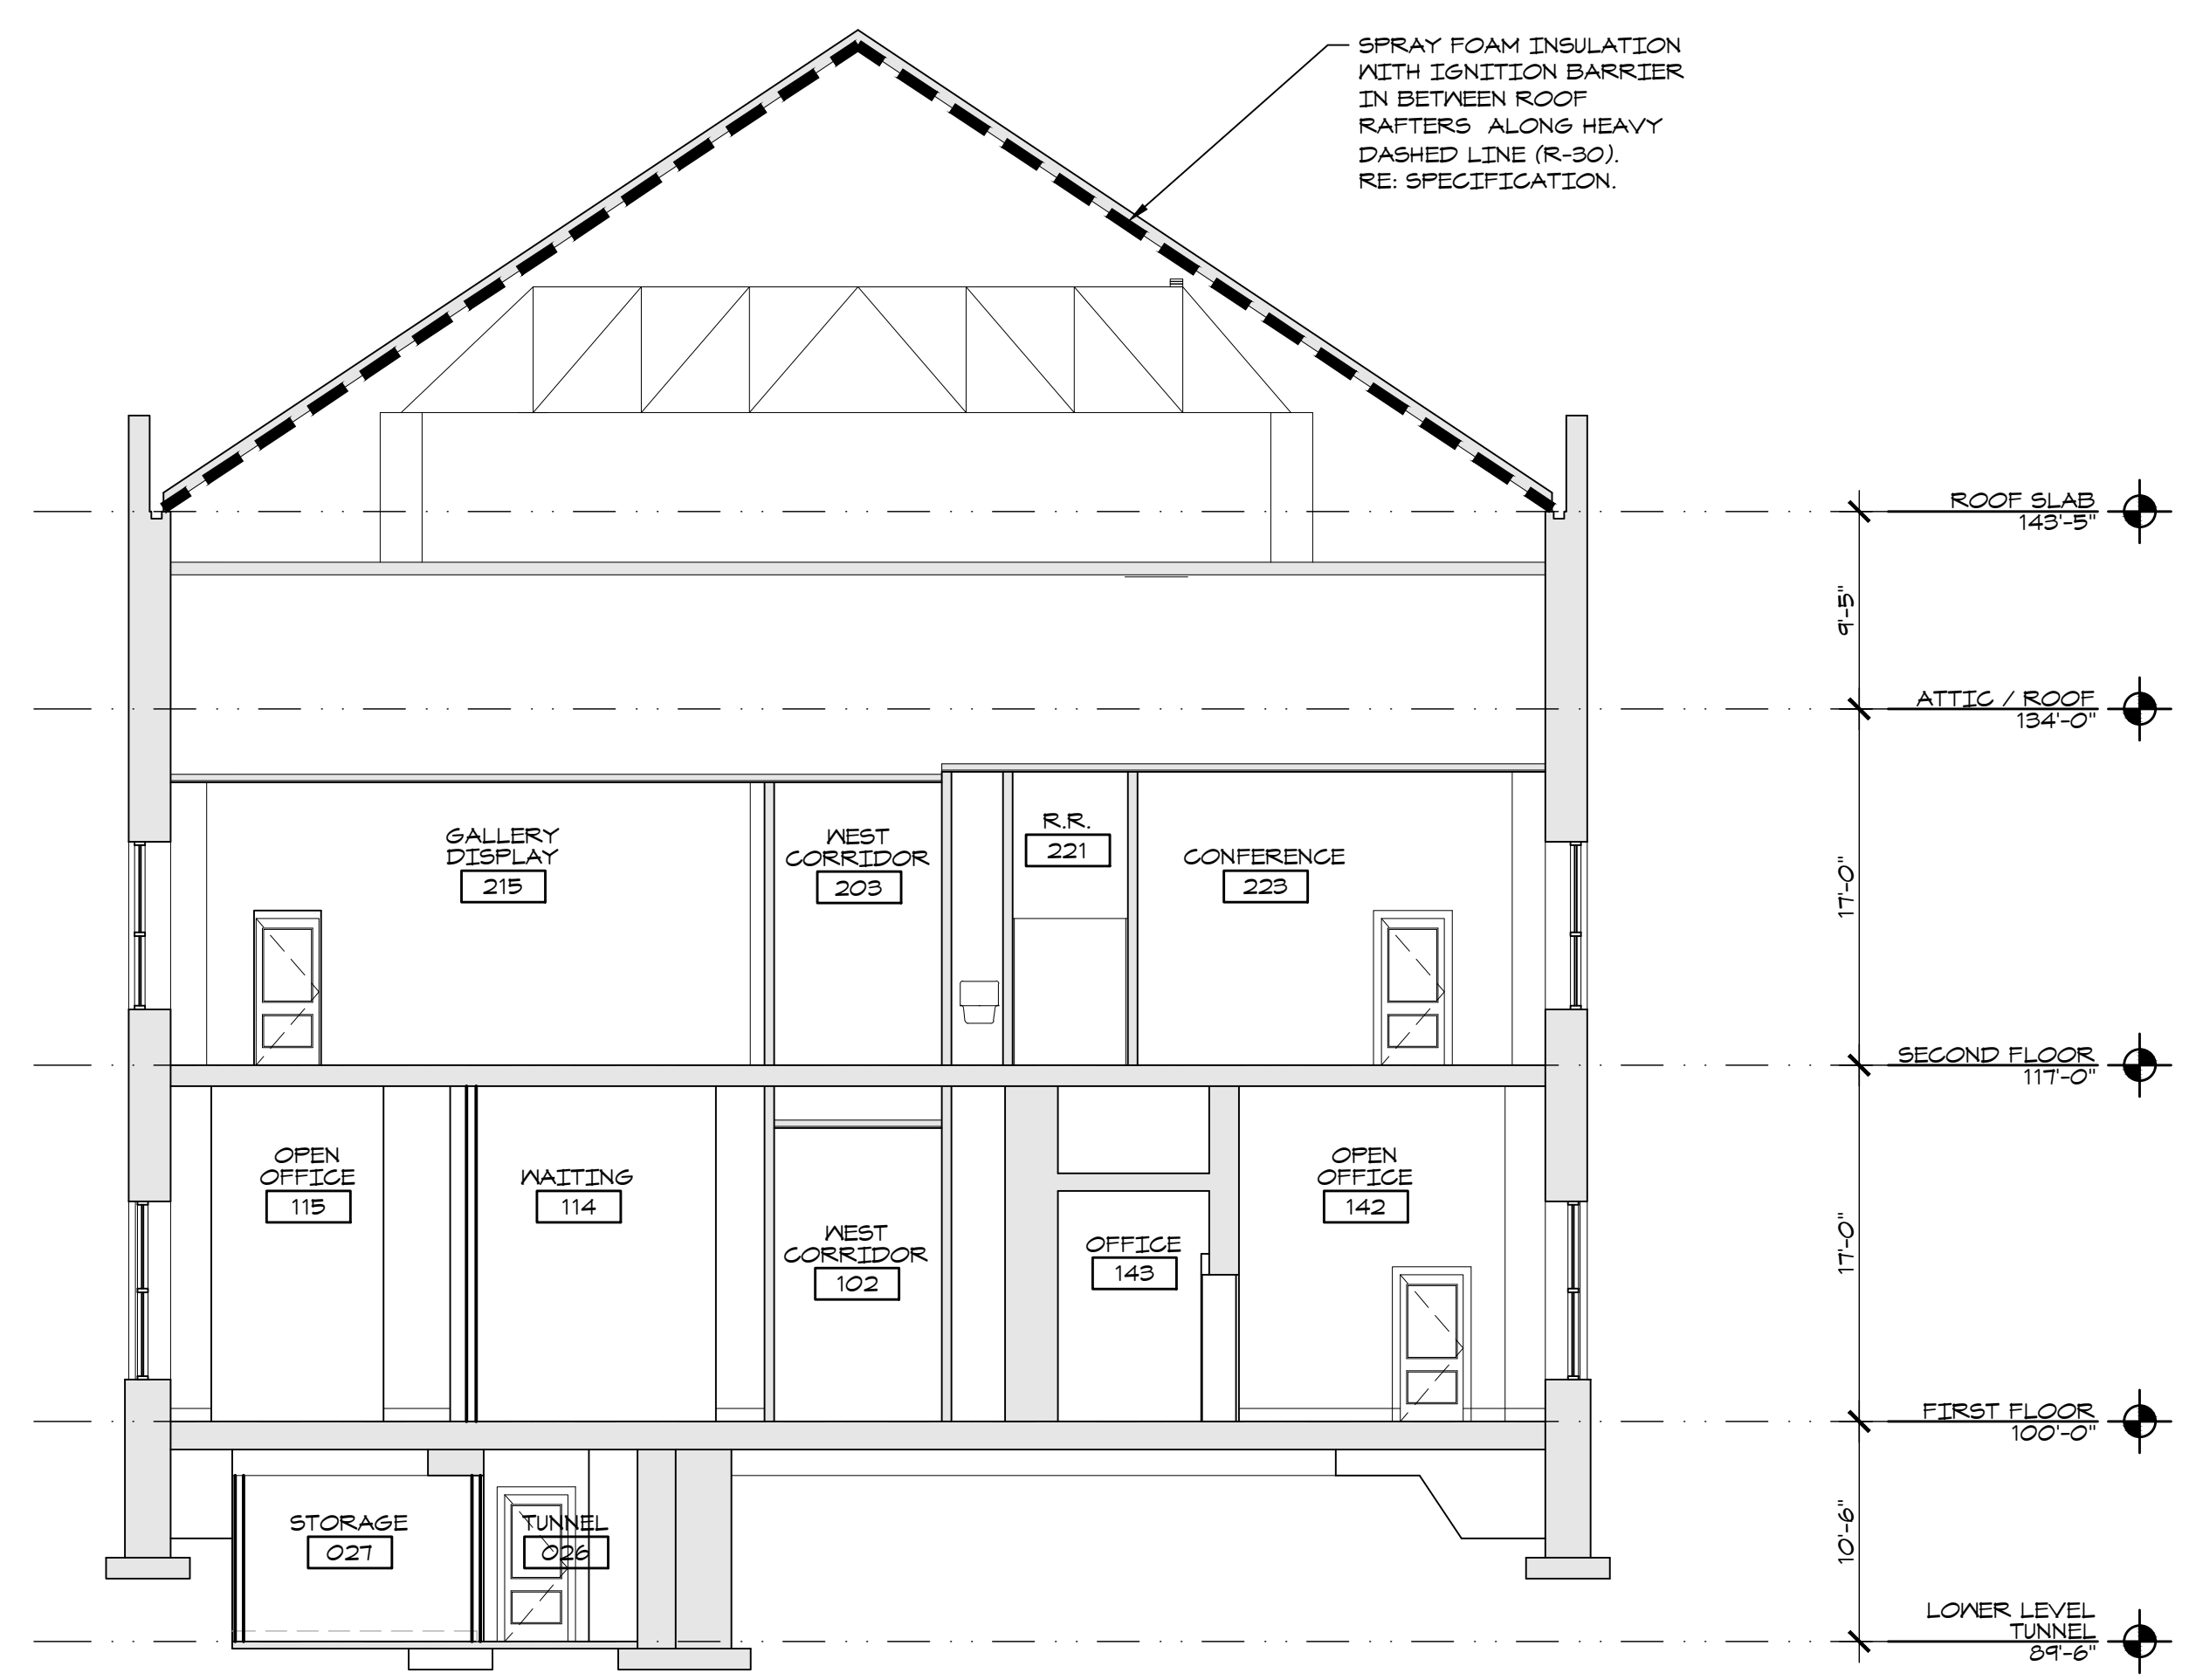 SPRAY FOAM INSULATION
WITH IGNITION BARRIER
IN BETWEEN ROOF
RAFTERS ALONG HEAVY
DASHED LINE (R-30).
RE: SPECIFICATION.
ROOF SLAB
143'-5"
9'-5"
ATTIC / ROOF
134'-0"
GALLERY
DISPLAY
215
WEST
CORRIDOR
203
R.R.
221
CONFERENCE
223
17'-0"
SECOND FLOOR
117'-0"
OPEN
OFFICE
115
WAITING
114
WEST
CORRIDOR
102
OFFICE
143
OPEN
OFFICE
142
17'-0"
FIRST FLOOR
100'-0"
STORAGE
027
TUNNEL
026
10'-6"
LOWER LEVEL
TUNNEL
89'-6"